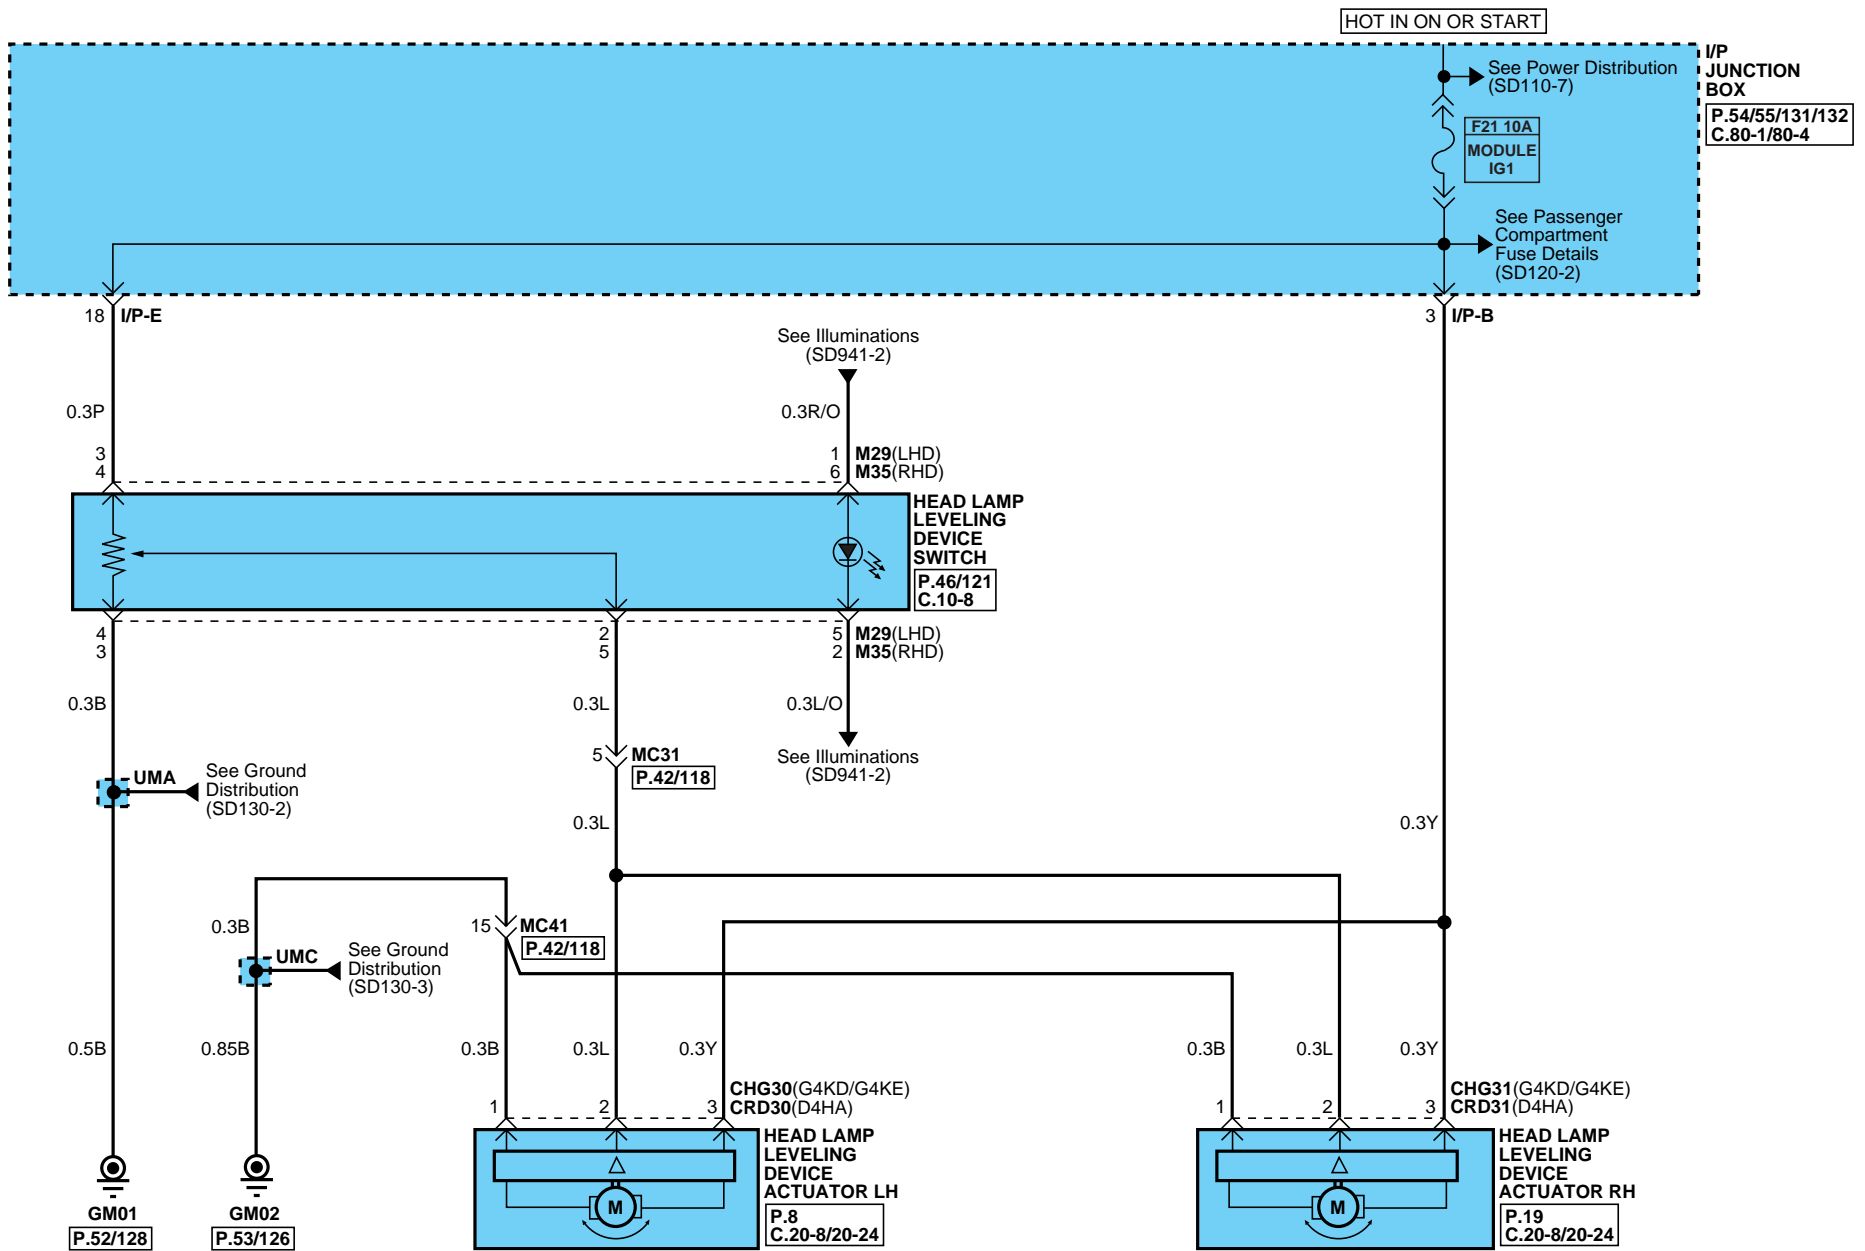 HOT IN ON OR START
See Power Distribution
(SD110-7)
I/P
JUNCTION
BOX
P.54/55/131/132
C.80-1/80-4
F21 10A
MODULE
IG1
See Passenger
Compartment
Fuse Details
(SD120-2)
18 I/P-E
3 I/P-B
See Illuminations
(SD941-2)
0.3P
0.3R/O
3
4
1 M29(LHD)
6 M35(RHD)
HEAD LAMP
LEVELING
DEVICE
SWITCH
P.46/121
C.10-8
4
3
2
5
5 M29(LHD)
2 M35(RHD)
0.3B
0.3L
0.3L/O
5 MC31
P.42/118
See Illuminations
(SD941-2)
UMA
See Ground
Distribution
(SD130-2)
0.3L
0.3Y
0.3B
15 MC41
P.42/118
UMC
See Ground
Distribution
(SD130-3)
0.5B
0.85B
0.3B
0.3L
0.3Y
0.3B
0.3L
0.3Y
1
2
3
CHG30(G4KD/G4KE)
CRD30(D4HA)
1
2
3
CHG31(G4KD/G4KE)
CRD31(D4HA)
HEAD LAMP
LEVELING
DEVICE
ACTUATOR LH
P.8
C.20-8/20-24
M
HEAD LAMP
LEVELING
DEVICE
ACTUATOR RH
P.19
C.20-8/20-24
M
GM01
P.52/128
GM02
P.53/126